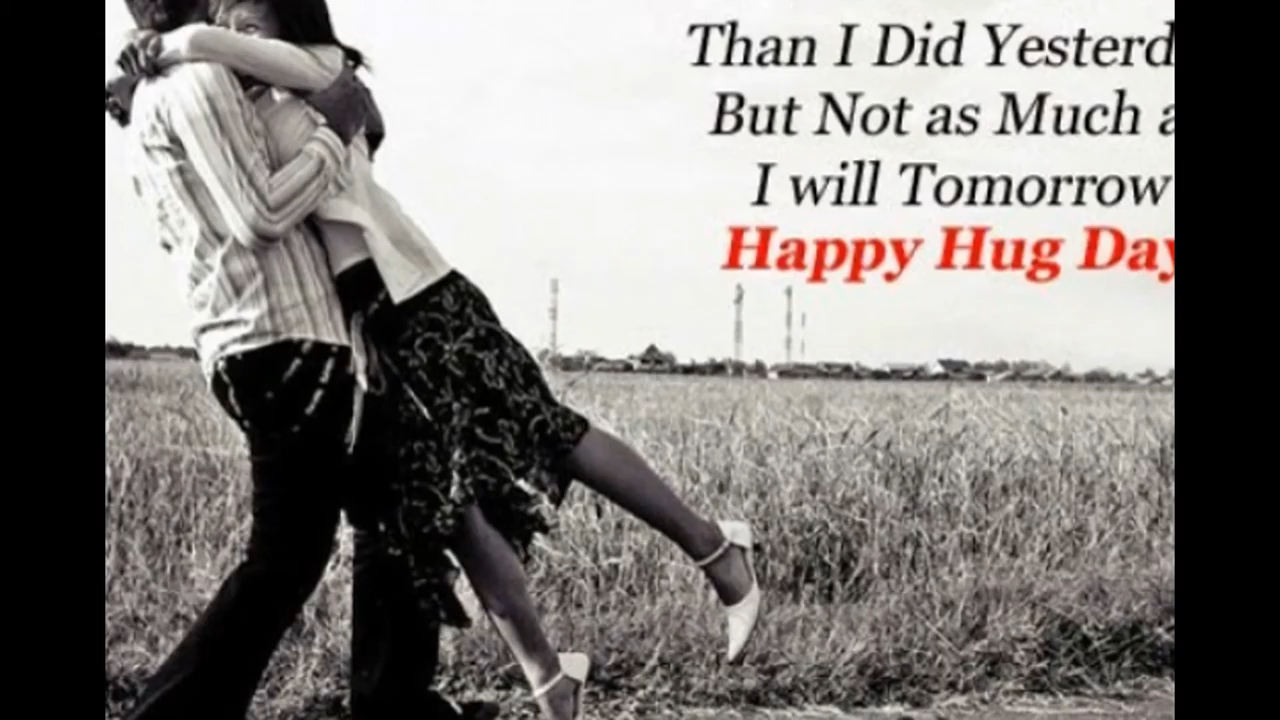 Than I Did Yesterd
But Not as Much a
I will Tomorrow
Happy Hug Day